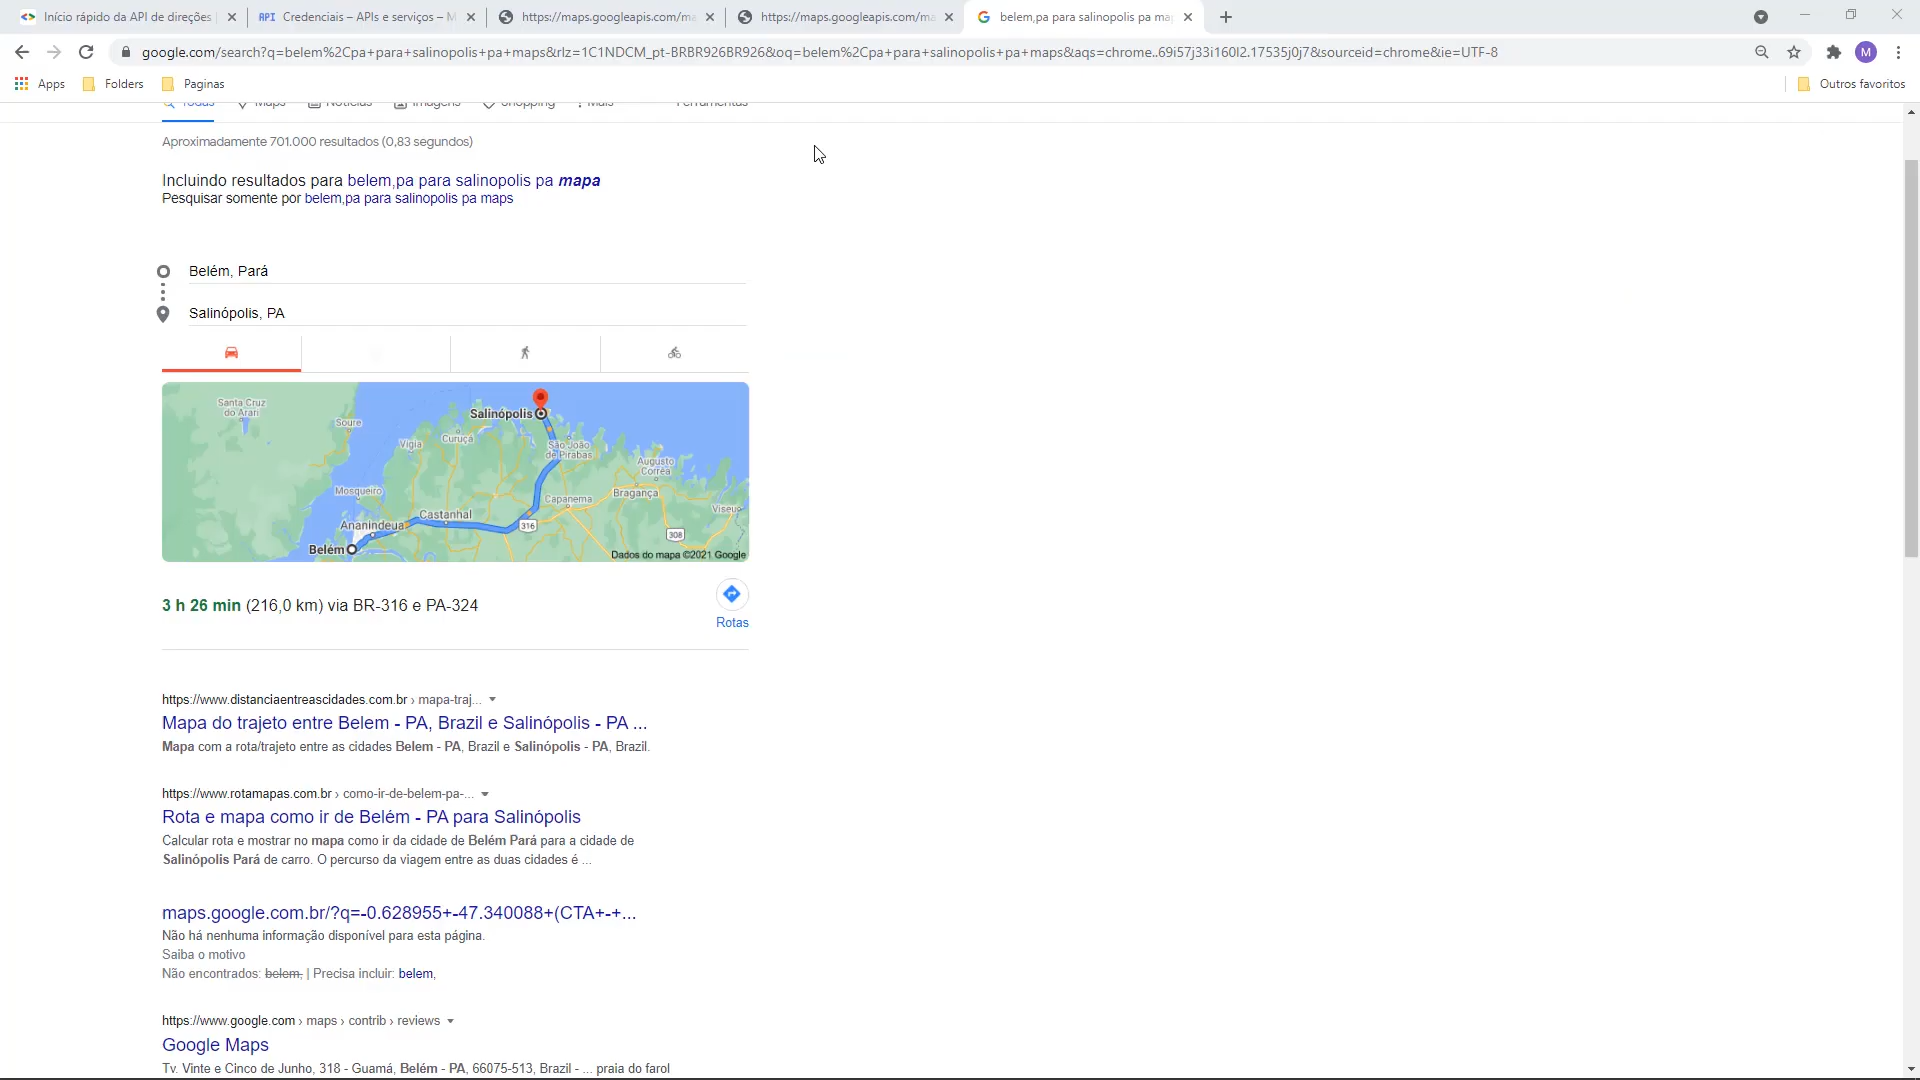 Início rápido da API de direções
Credenciais – APIs e serviços – M
https://maps.googleapis.com/ma
https://maps.googleapis.com/ma
belem,pa para salinopolis pa ma
google.com/search?q=belem%2Cpa+para+salinopolis+pa+maps&rlz=1C1NDCM_pt-BRBR926BR926&oq=belem%2Cpa+para+salinopolis+pa+maps&aqs=chrome..69i57j33i160l2.17535j0j7&sourceid=chrome&ie=UTF-8
M
Apps
Folders
Paginas
Outros favoritos
Todas
Maps
Notícias
Imagens
Shopping
Mais
Ferramentas
Aproximadamente 701.000 resultados (0,83 segundos)
Incluindo resultados para belem,pa para salinopolis pa mapa
Pesquisar somente por belem,pa para salinopolis pa maps
Belém, Pará
Salinópolis, PA
Santa Cruz
do Arari
Soure
Vigia
Curuçá
Salinópolis
São João
de Pirabas
Augusto
Corrêa
Mosqueiro
Capanema
Bragança
Viseu
Castanhal
Ananindeua
316
308
Belém
Dados do mapa ©2021 Google
3 h 26 min (216,0 km) via BR-316 e PA-324
Rotas
https://www.distanciaentreascidades.com.br › mapa-traj...
Mapa do trajeto entre Belem - PA, Brazil e Salinópolis - PA ...
Mapa com a rota/trajeto entre as cidades Belem - PA, Brazil e Salinópolis - PA, Brazil.
https://www.rotamapas.com.br › como-ir-de-belem-pa-...
Rota e mapa como ir de Belém - PA para Salinópolis
Calcular rota e mostrar no mapa como ir da cidade de Belém Pará para a cidade de
Salinópolis Pará de carro. O percurso da viagem entre as duas cidades é ...
maps.google.com.br/?q=-0.628955+-47.340088+(CTA+-+...
Não há nenhuma informação disponível para esta página.
Saiba o motivo
Não encontrados: belem, | Precisa incluir: belem,
https://www.google.com › maps › contrib › reviews
Google Maps
Tv. Vinte e Cinco de Junho, 318 - Guamá, Belém - PA, 66075-513, Brazil - ... praia do farol